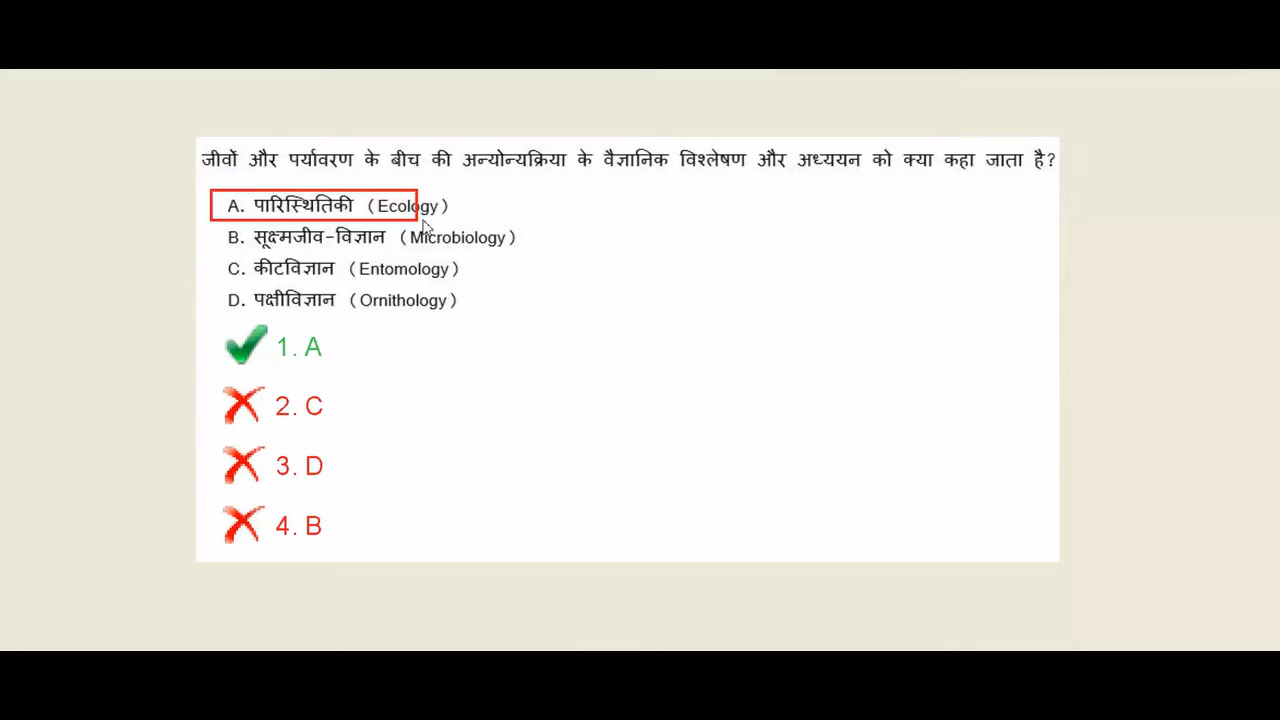 जीवों और पर्यावरण के बीच की अन्योन्यक्रिया के वैज्ञानिक विश्लेषण और अध्ययन को क्या कहा जाता है?
A. पारिस्थितिकी (Ecology)
B. सूक्ष्मजीव-विज्ञान (Microbiology)
C. कीटविज्ञान (Entomology)
D. पक्षीविज्ञान (Ornithology)
1. A
2. C
3. D
4. B